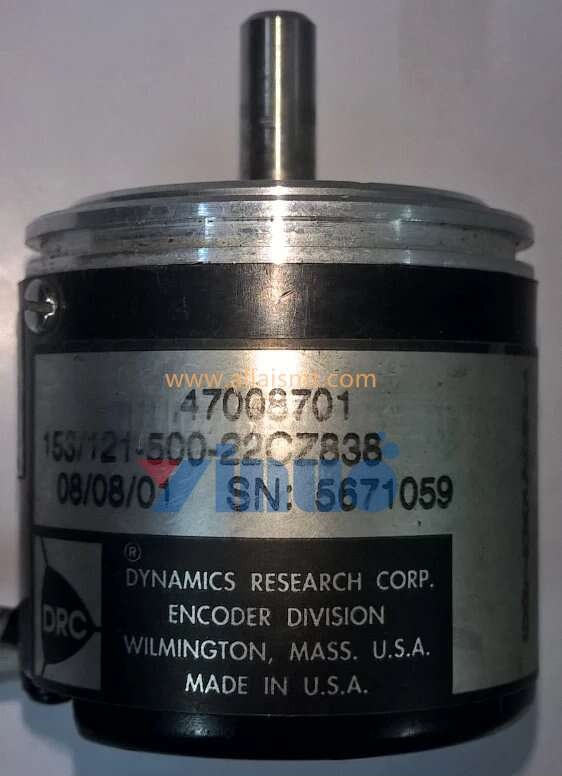 www.allaismt.com
47008701
153/121-500-22CZ838
08/08/01 SN: 5671059
®
DYNAMICS RESEARCH CORP.
ENCODER DIVISION
DRC
WILMINGTON, MASS. U.S.A.
MADE IN U.S.A.